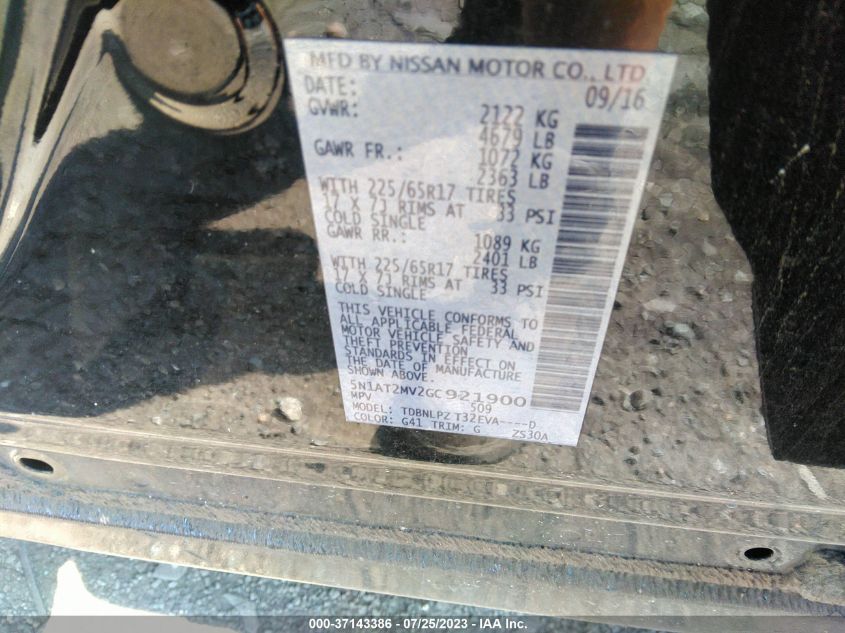 MFD BY NISSAN MOTOR CO., LTD
DATE: 09/16
GVWR: 2122 KG
4679 LB
GAWR FR.: 1072 KG
2363 LB
WITH 225/65R17 TIRES
17 X 7J RIMS AT 33 PSI
COLD SINGLE
GAWR RR.: 1089 KG
2401 LB
WITH 225/65R17 TIRES
17 X 7J RIMS AT 33 PSI
COLD SINGLE
THIS VEHICLE CONFORMS TO
ALL APPLICABLE FEDERAL
MOTOR VEHICLE SAFETY AND
THEFT PREVENTION
STANDARDS IN EFFECT ON
THE DATE OF MANUFACTURE
SHOWN ABOVE.
5N1AT2MV2GC921900
MPV 509
MODEL: TDBNLPZ T32EVA----D
COLOR: G41 TRIM: G ZS30A
000-37143386 - 07/25/2023 - IAA Inc.